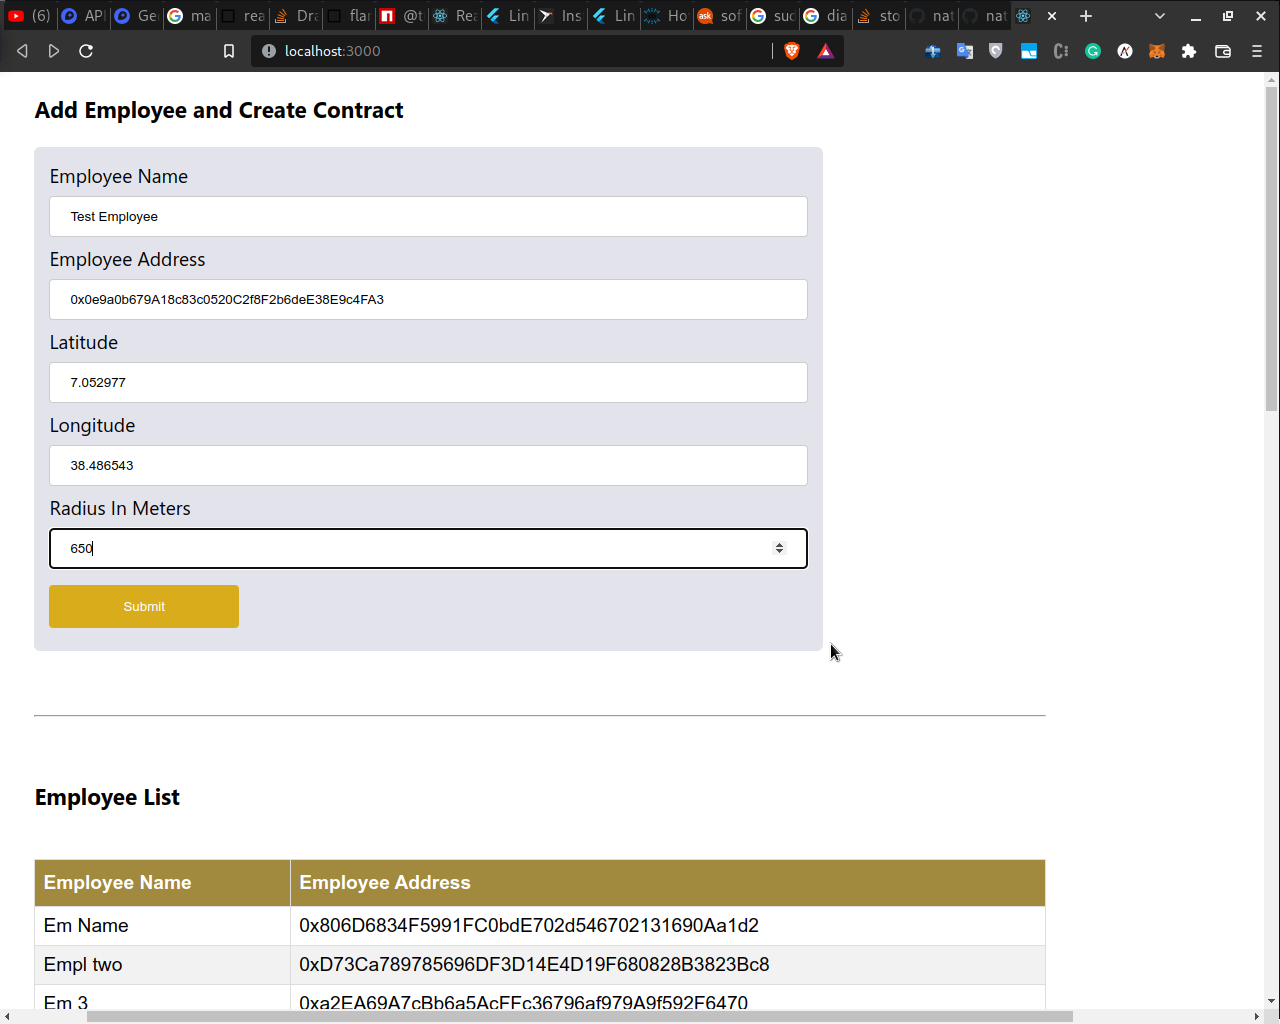 (6) API Ge ma rea Dra flar @t Rea Lin Ins Lin Ho sof suc dia sto nat nat
localhost:3000
Add Employee and Create Contract
Employee Name
Test Employee
Employee Address
0x0e9a0b679A18c83c0520C2f8F2b6deE38E9c4FA3
Latitude
7.052977
Longitude
38.486543
Radius In Meters
650
Submit
Employee List
Employee Name Employee Address
Em Name 0x806D6834F5991FC0bdE702d546702131690Aa1d2
Empl two 0xD73Ca789785696DF3D14E4D19F680828B3823Bc8
Em 3 0xa2EA69A7cBb6a5AcFFc36796af979A9f592F6470